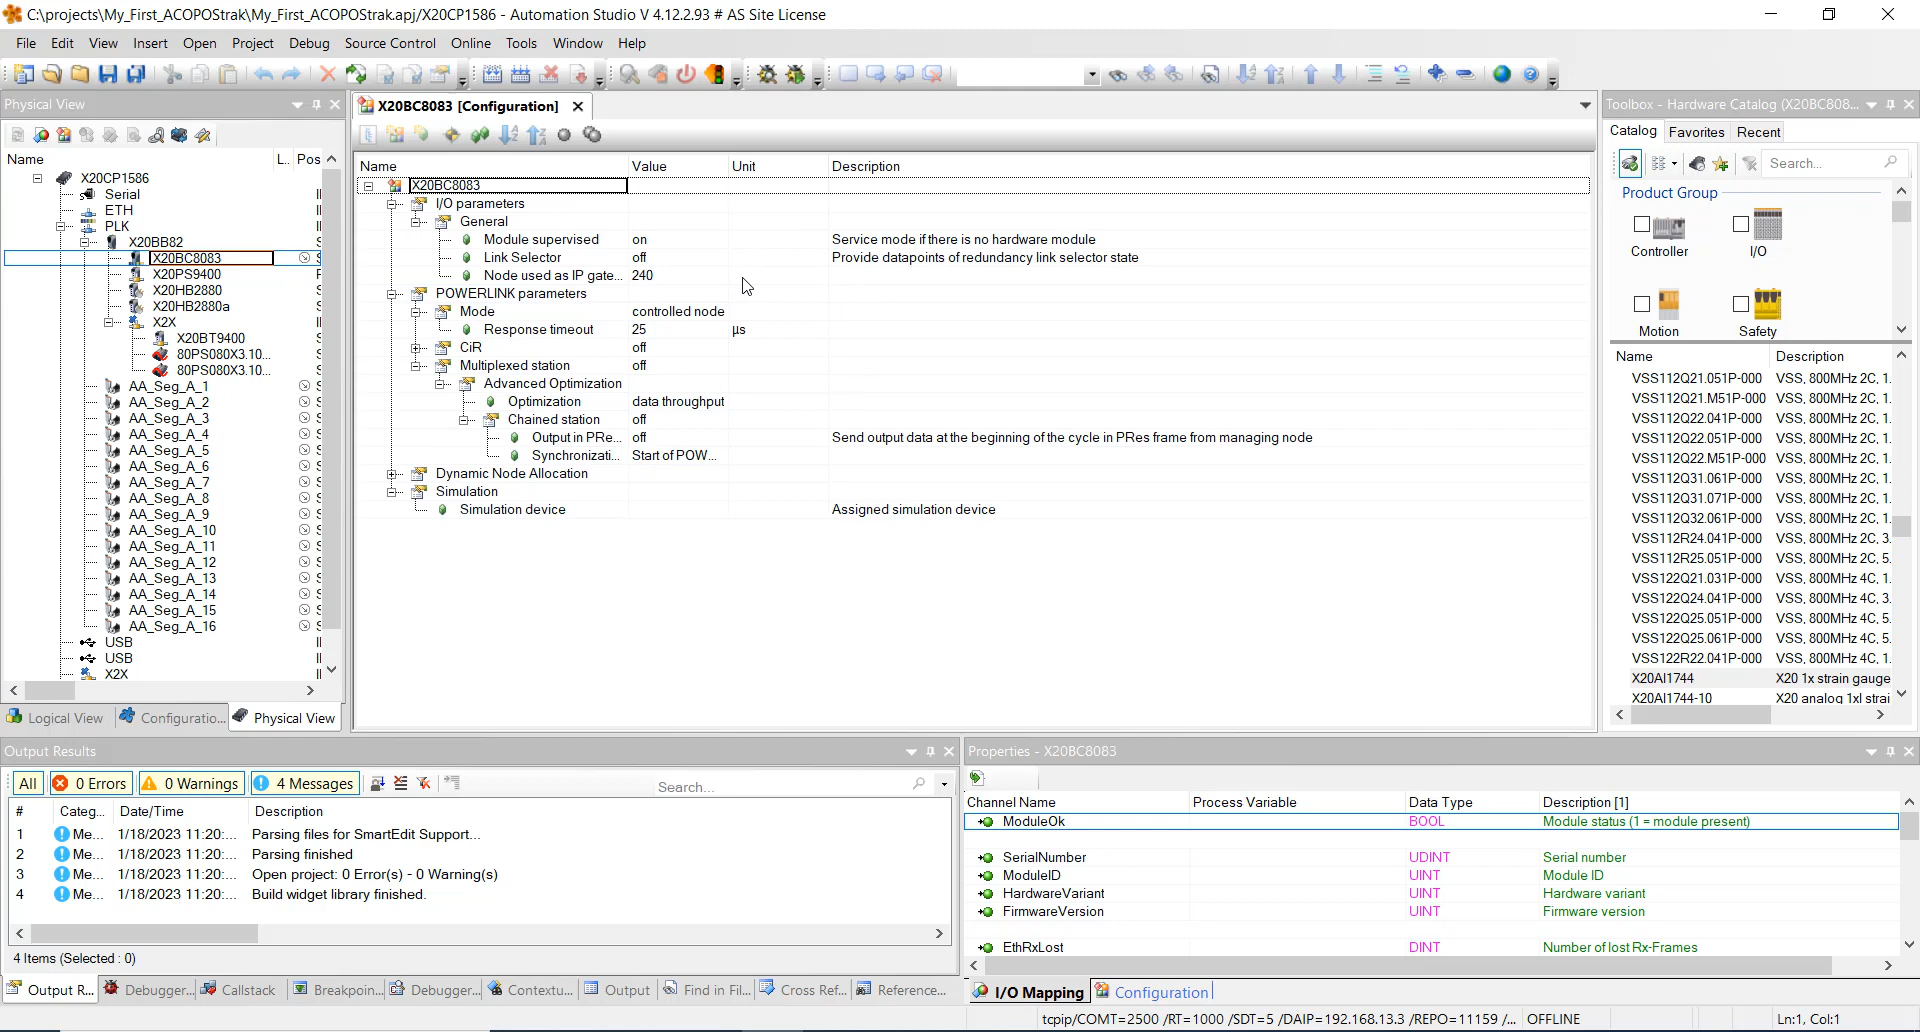 C:\projects\My_First_ACOPOStrak\My_First_ACOPOStrak.apj/X20CP1586 - Automation Studio V 4.12.2.93 # AS Site License
File Edit View Insert Open Project Debug Source Control Online Tools Window Help
Physical View
Name L.. Pos
X20CP1586
Serial
ETH
PLK
X20BB82
X20BC8083
X20PS9400
X20HB2880
X20HB2880a
X2X
X20BT9400
80PS080X3.10...
80PS080X3.10...
AA_Seg_A_1
AA_Seg_A_2
AA_Seg_A_3
AA_Seg_A_4
AA_Seg_A_5
AA_Seg_A_6
AA_Seg_A_7
AA_Seg_A_8
AA_Seg_A_9
AA_Seg_A_10
AA_Seg_A_11
AA_Seg_A_12
AA_Seg_A_13
AA_Seg_A_14
AA_Seg_A_15
AA_Seg_A_16
USB
USB
X2X
Logical View Configuratio... Physical View
X20BC8083 [Configuration]
Name Value Unit Description
X20BC8083
I/O parameters
General
Module supervised on Service mode if there is no hardware module
Link Selector off Provide datapoints of redundancy link selector state
Node used as IP gate... 240
POWERLINK parameters
Mode controlled node
Response timeout 25 µs
CiR off
Multiplexed station off
Advanced Optimization
Optimization data throughput
Chained station off
Output in PRe... off Send output data at the beginning of the cycle in PRes frame from managing node
Synchronizati... Start of POW...
Dynamic Node Allocation
Simulation
Simulation device Assigned simulation device
Toolbox - Hardware Catalog (X20BC808...
Catalog Favorites Recent
Search...
Product Group
Controller I/O
Motion Safety
Name Description
VSS112Q21.051P-000 VSS, 800MHz 2C, 1.
VSS112Q21.M51P-000 VSS, 800MHz 2C, 1.
VSS112Q22.041P-000 VSS, 800MHz 2C, 1.
VSS112Q22.051P-000 VSS, 800MHz 2C, 1.
VSS112Q22.M51P-000 VSS, 800MHz 2C, 1.
VSS112Q31.061P-000 VSS, 800MHz 2C, 1.
VSS112Q31.071P-000 VSS, 800MHz 2C, 1.
VSS112Q32.061P-000 VSS, 800MHz 2C, 1.
VSS112R24.041P-000 VSS, 800MHz 2C, 3.
VSS112R25.051P-000 VSS, 800MHz 2C, 5.
VSS122Q21.031P-000 VSS, 800MHz 4C, 1.
VSS122Q24.041P-000 VSS, 800MHz 4C, 3.
VSS122Q25.051P-000 VSS, 800MHz 4C, 5.
VSS122Q25.061P-000 VSS, 800MHz 4C, 5.
VSS122R22.041P-000 VSS, 800MHz 4C, 1.
X20AI1744 X20 1x strain gauge
X20AI1744-10 X20 analog 1xl strai
Output Results
All 0 Errors 0 Warnings 4 Messages Search...
# Categ... Date/Time Description
1 Me... 1/18/2023 11:20:... Parsing files for SmartEdit Support...
2 Me... 1/18/2023 11:20:... Parsing finished
3 Me... 1/18/2023 11:20:... Open project: 0 Error(s) - 0 Warning(s)
4 Me... 1/18/2023 11:20:... Build widget library finished.
4 Items (Selected : 0)
Output R... Debugger... Callstack Breakpoin... Debugger... Contextu... Output Find in Fil... Cross Ref... Reference...
Properties - X20BC8083
Channel Name Process Variable Data Type Description [1]
ModuleOk BOOL Module status (1 = module present)
SerialNumber UDINT Serial number
ModuleID UINT Module ID
HardwareVariant UINT Hardware variant
FirmwareVersion UINT Firmware version
EthRxLost DINT Number of lost Rx-Frames
I/O Mapping Configuration
tcpip/COMT=2500 /RT=1000 /SDT=5 /DAIP=192.168.13.3 /REPO=11159 /... OFFLINE Ln:1, Col:1